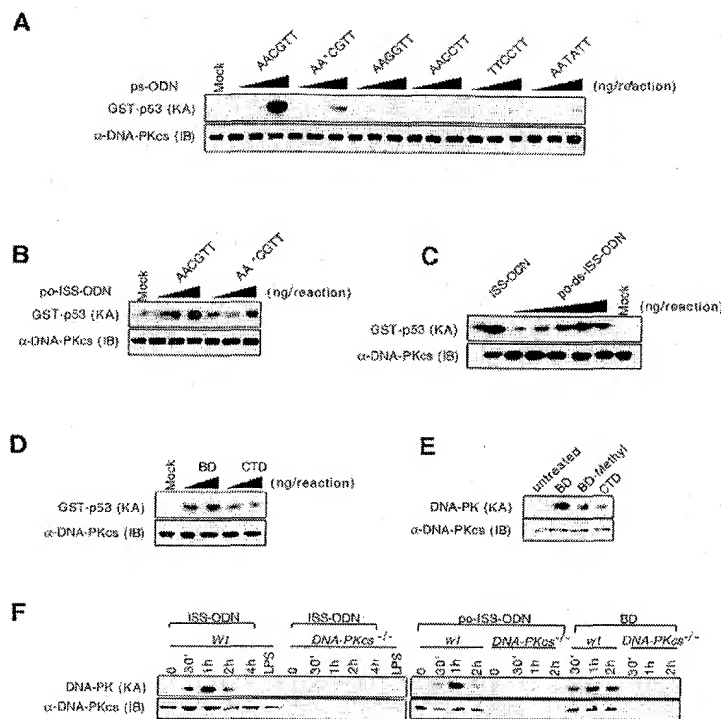 A
AACGTT
AA*CGTT
AAGGTT
AACCTT
TTCCTT
AATATT
Mock
ps-ODN
(ng/reaction)
GST-p53 (KA)
α-DNA-PKcs (IB)
B
AACGTT
AA*CGTT
Mock
po-ISS-ODN
(ng/reaction)
GST-p53 (KA)
α-DNA-PKcs (IB)
C
ISS-ODN
po-ds-ISS-ODN
Mock
(ng/reaction)
GST-p53 (KA)
α-DNA-PKcs (IB)
D
Mock
BD
CTD
(ng/reaction)
GST-p53 (KA)
α-DNA-PKcs (IB)
E
untreated
BD
BD-Methyl
CTD
DNA-PK (KA)
α-DNA-PKcs (IB)
F
ISS-ODN
ISS-ODN
po-ISS-ODN
BD
Wt
DNA-PKcs-/-
wt
DNA-PKcs-/-
wt
DNA-PKcs-/-
0 30' 1h 2h 4h LPS 0 30' 1h 2h 4h LPS 0 30' 1h 2h 0 30' 1h 2h 30' 1h 2h 30' 1h 2h
DNA-PK (KA)
α-DNA-PKcs (IB)